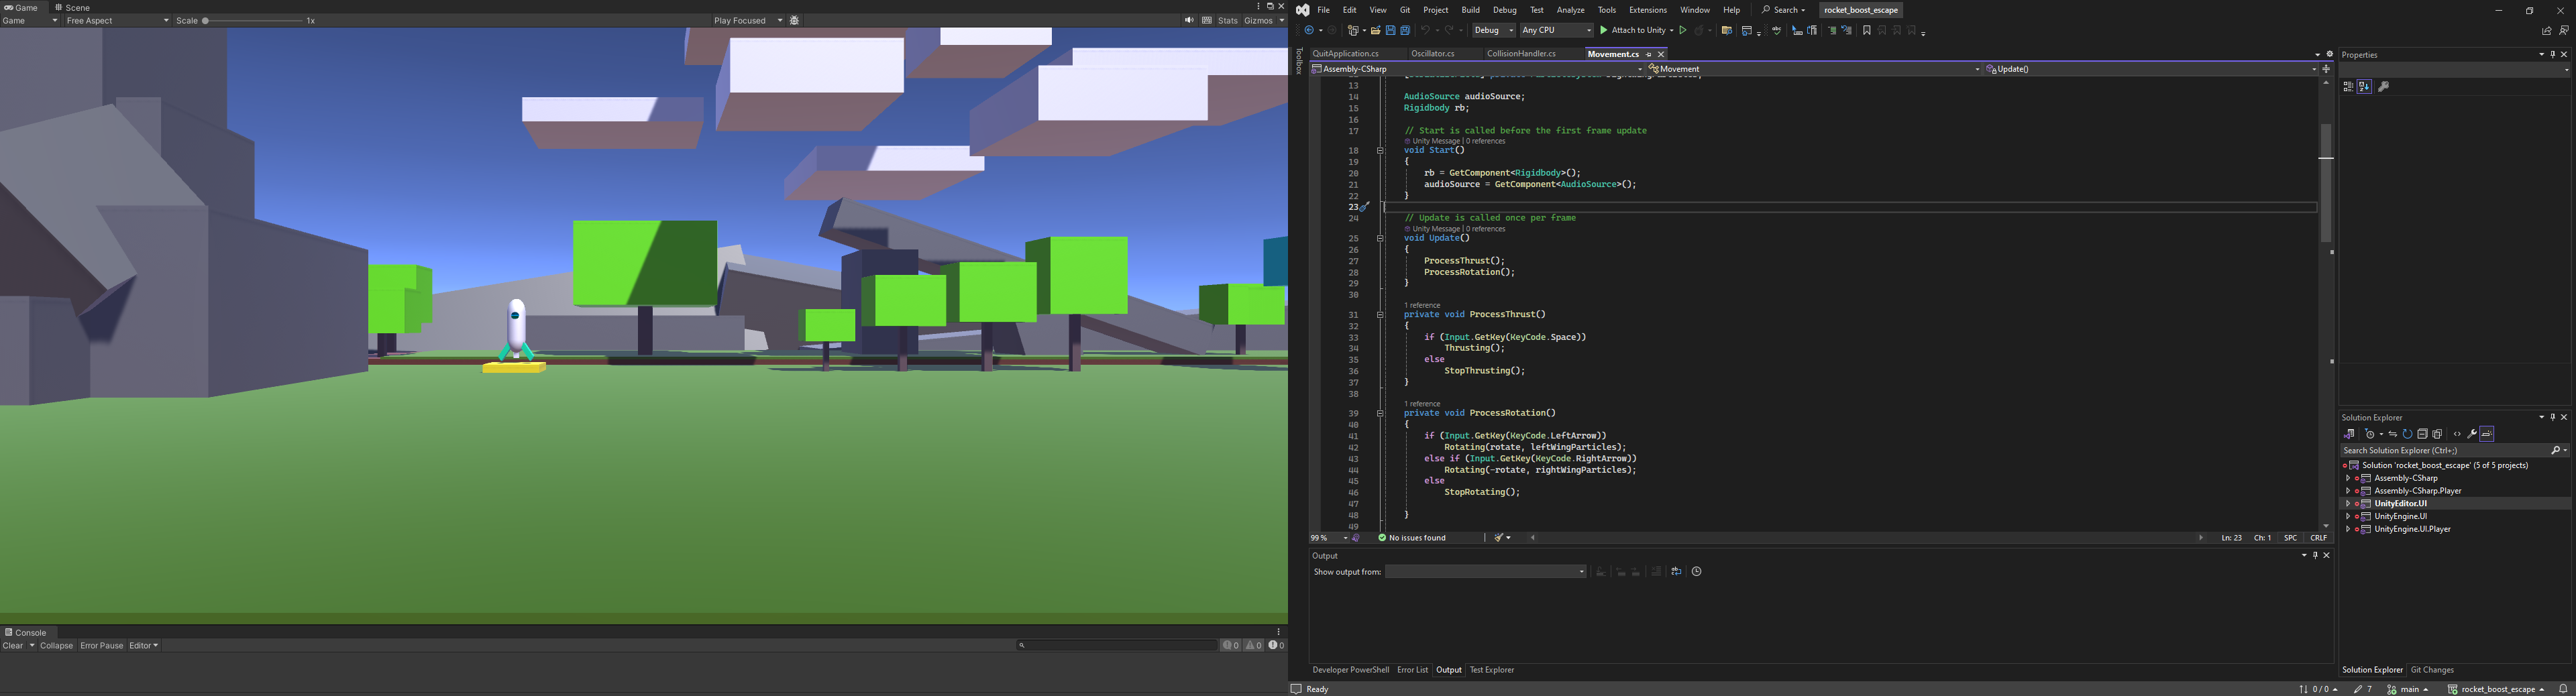 Game Scene
Game Free Aspect Scale 1x Play Focused Stats Gizmos
Console
Clear Collapse Error Pause Editor 0 0 0
File Edit View Git Project Build Debug Test Analyze Tools Extensions Window Help Search rocket_boost_escape
Debug Any CPU Attach to Unity
Toolbox
QuitApplication.cs Oscillator.cs CollisionHandler.cs Movement.cs
Assembly-CSharp Movement Update()
13
14 AudioSource audioSource;
15 Rigidbody rb;
16
17 // Start is called before the first frame update
Unity Message | 0 references
18 void Start()
19 {
20 rb = GetComponent<Rigidbody>();
21 audioSource = GetComponent<AudioSource>();
22 }
23
24 // Update is called once per frame
Unity Message | 0 references
25 void Update()
26 {
27 ProcessThrust();
28 ProcessRotation();
29 }
30
1 reference
31 private void ProcessThrust()
32 {
33 if (Input.GetKey(KeyCode.Space))
34 Thrusting();
35 else
36 StopThrusting();
37 }
38
1 reference
39 private void ProcessRotation()
40 {
41 if (Input.GetKey(KeyCode.LeftArrow))
42 Rotating(rotate, leftWingParticles);
43 else if (Input.GetKey(KeyCode.RightArrow))
44 Rotating(-rotate, rightWingParticles);
45 else
46 StopRotating();
47
48 }
49
99 % No issues found Ln: 23 Ch: 1 SPC CRLF
Output
Show output from:
Developer PowerShell Error List Output Test Explorer
Properties
Solution Explorer
Search Solution Explorer (Ctrl+;)
Solution 'rocket_boost_escape' (5 of 5 projects)
Assembly-CSharp
Assembly-CSharp.Player
UnityEditor.UI
UnityEngine.UI
UnityEngine.UI.Player
Solution Explorer Git Changes
Ready 0 / 0 7 main rocket_boost_escape